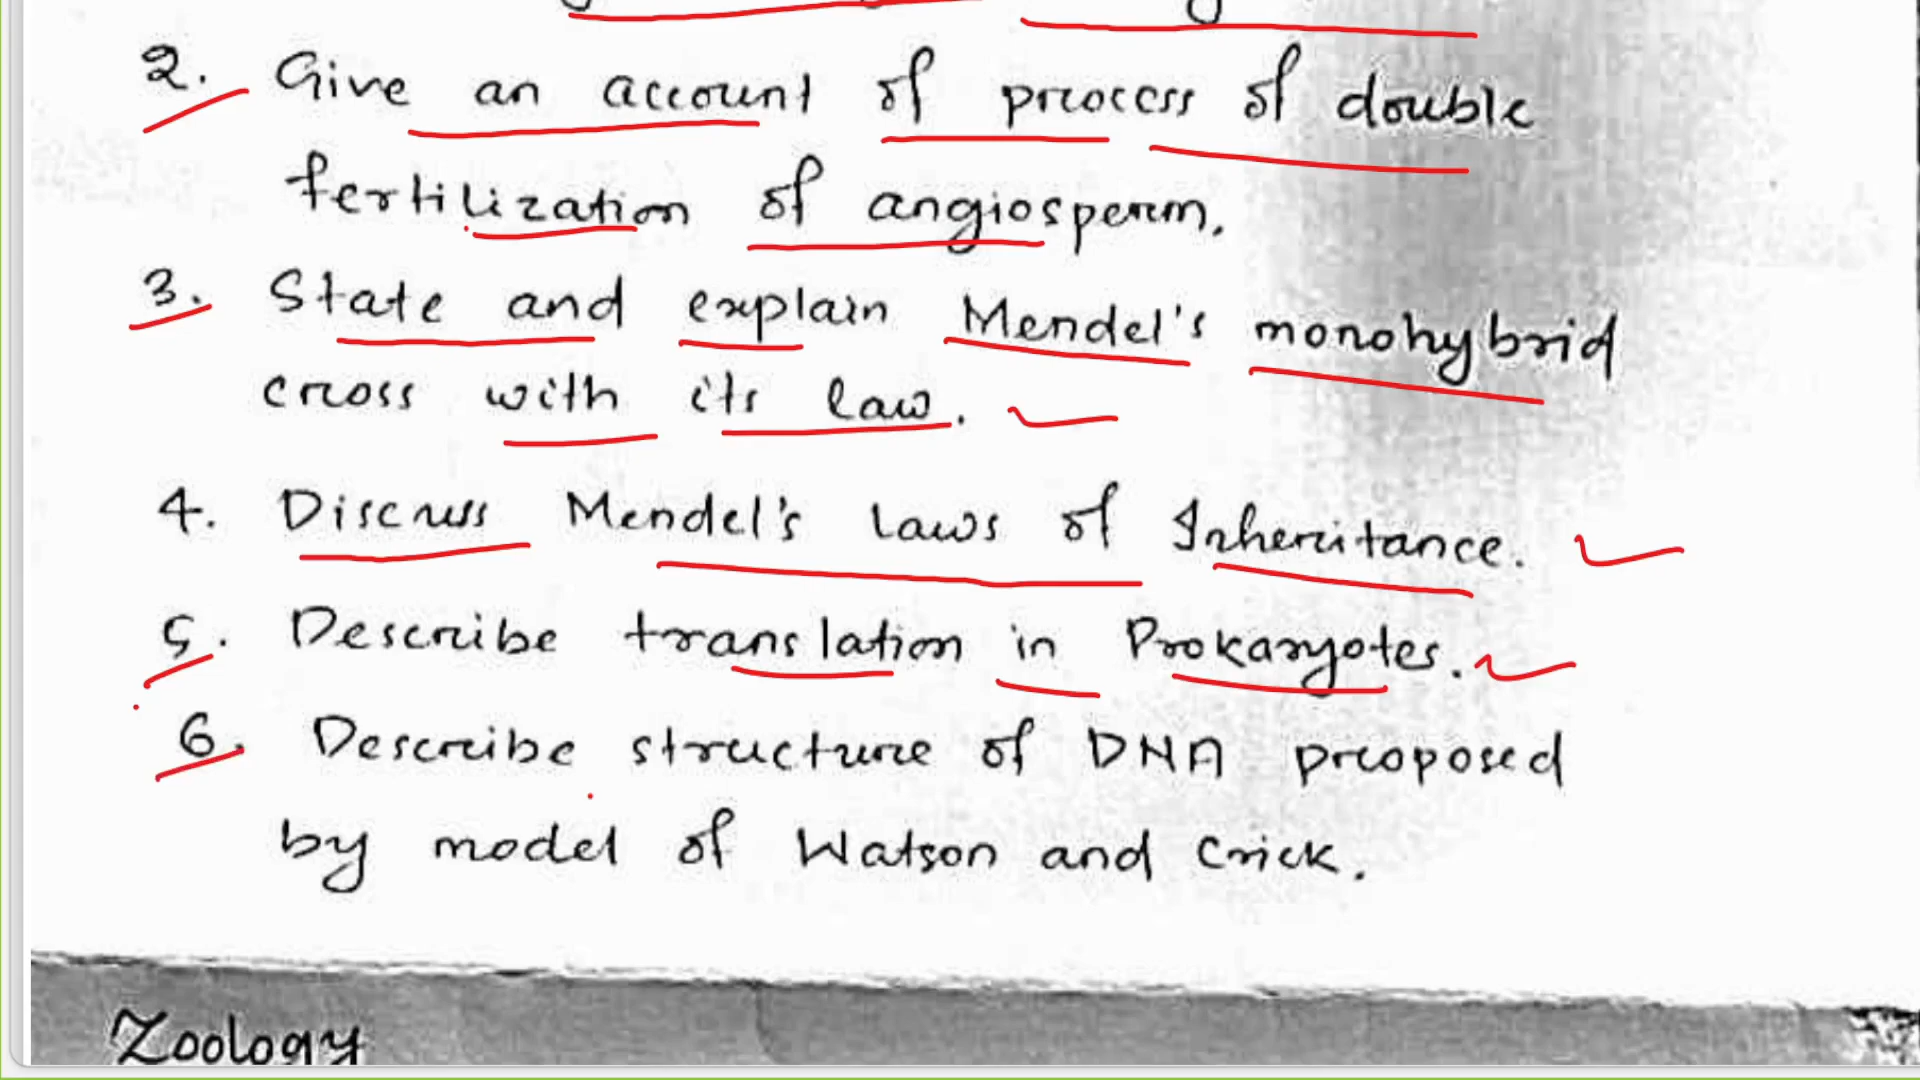 2. Give an account of process of double
fertilization of angiosperm.
3. State and explain Mendel's monohybrid
cross with its law.
4. Discuss Mendel's laws of Inheritance.
5. Describe translation in Prokaryotes.
6. Describe structure of DNA proposed
by model of Watson and Crick.
Zoology